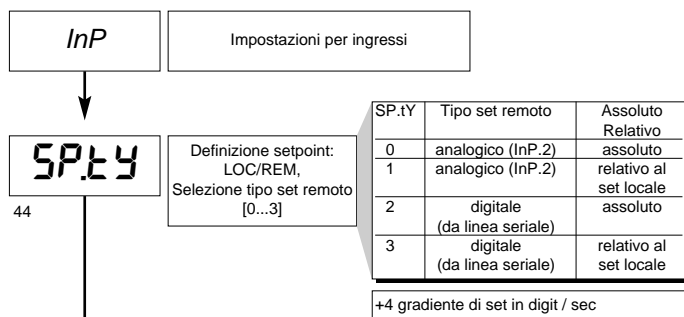 InP
Impostazioni per ingressi
SP.tY
44
Definizione setpoint:
LOC/REM,
Selezione tipo set remoto
[0...3]
SP.tY Tipo set remoto Assoluto
Relativo
0 analogico (InP.2) assoluto
1 analogico (InP.2) relativo al
set locale
2 digitale assoluto
(da linea seriale)
3 digitale relativo al
(da linea seriale) set locale
+4 gradiente di set in digit / sec